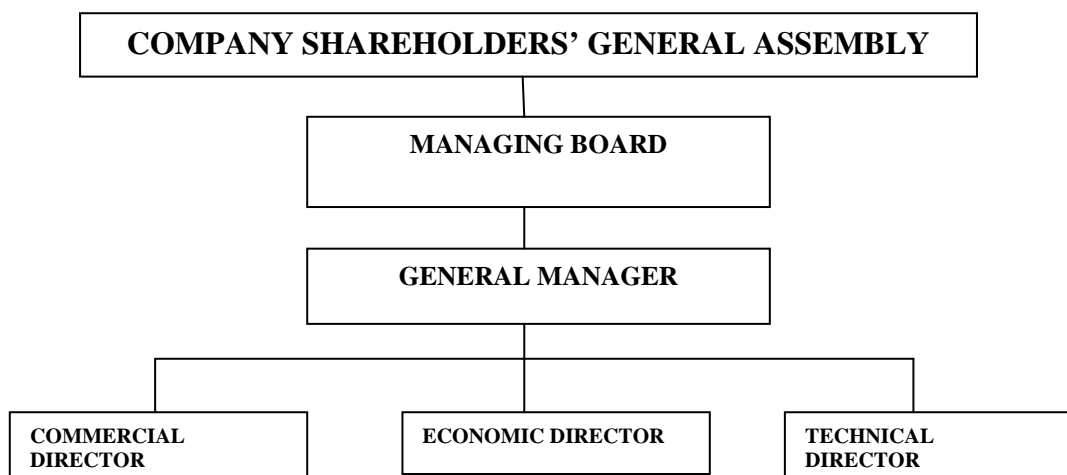 COMPANY SHAREHOLDERS’ GENERAL ASSEMBLY
MANAGING BOARD
GENERAL MANAGER
COMMERCIAL
DIRECTOR
ECONOMIC DIRECTOR
TECHNICAL
DIRECTOR